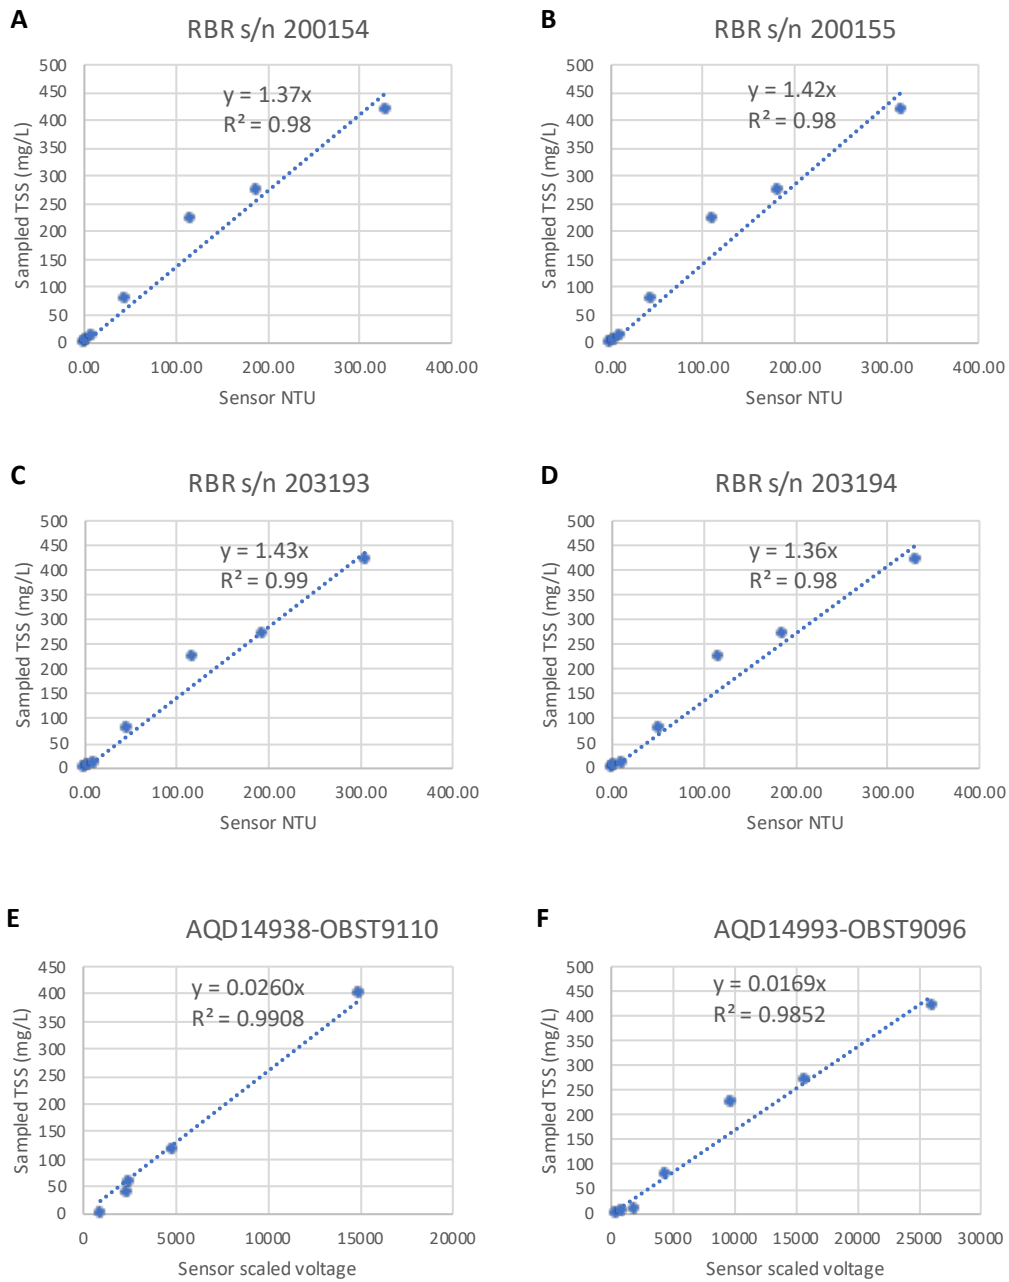 A
RBR s/n 200154
500
450
400
350
300
250
200
150
100
50
0
y = 1.37x
R² = 0.98
0.00 100.00 200.00 300.00 400.00
Sampled TSS (mg/L)
Sensor NTU
B
RBR s/n 200155
500
450
400
350
300
250
200
150
100
50
0
y = 1.42x
R² = 0.98
0.00 100.00 200.00 300.00 400.00
Sampled TSS (mg/L)
Sensor NTU
C
RBR s/n 203193
500
450
400
350
300
250
200
150
100
50
0
y = 1.43x
R² = 0.99
0.00 100.00 200.00 300.00 400.00
Sampled TSS (mg/L)
Sensor NTU
D
RBR s/n 203194
500
450
400
350
300
250
200
150
100
50
0
y = 1.36x
R² = 0.98
0.00 100.00 200.00 300.00 400.00
Sampled TSS (mg/L)
Sensor NTU
E
AQD14938-OBST9110
450
400
350
300
250
200
150
100
50
0
y = 0.0260x
R² = 0.9908
0 5000 10000 15000 20000
Sampled TSS (mg/L)
Sensor scaled voltage
F
AQD14993-OBST9096
500
450
400
350
300
250
200
150
100
50
0
y = 0.0169x
R² = 0.9852
0 5000 10000 15000 20000 25000 30000
Sampled TSS (mg/L)
Sensor scaled voltage